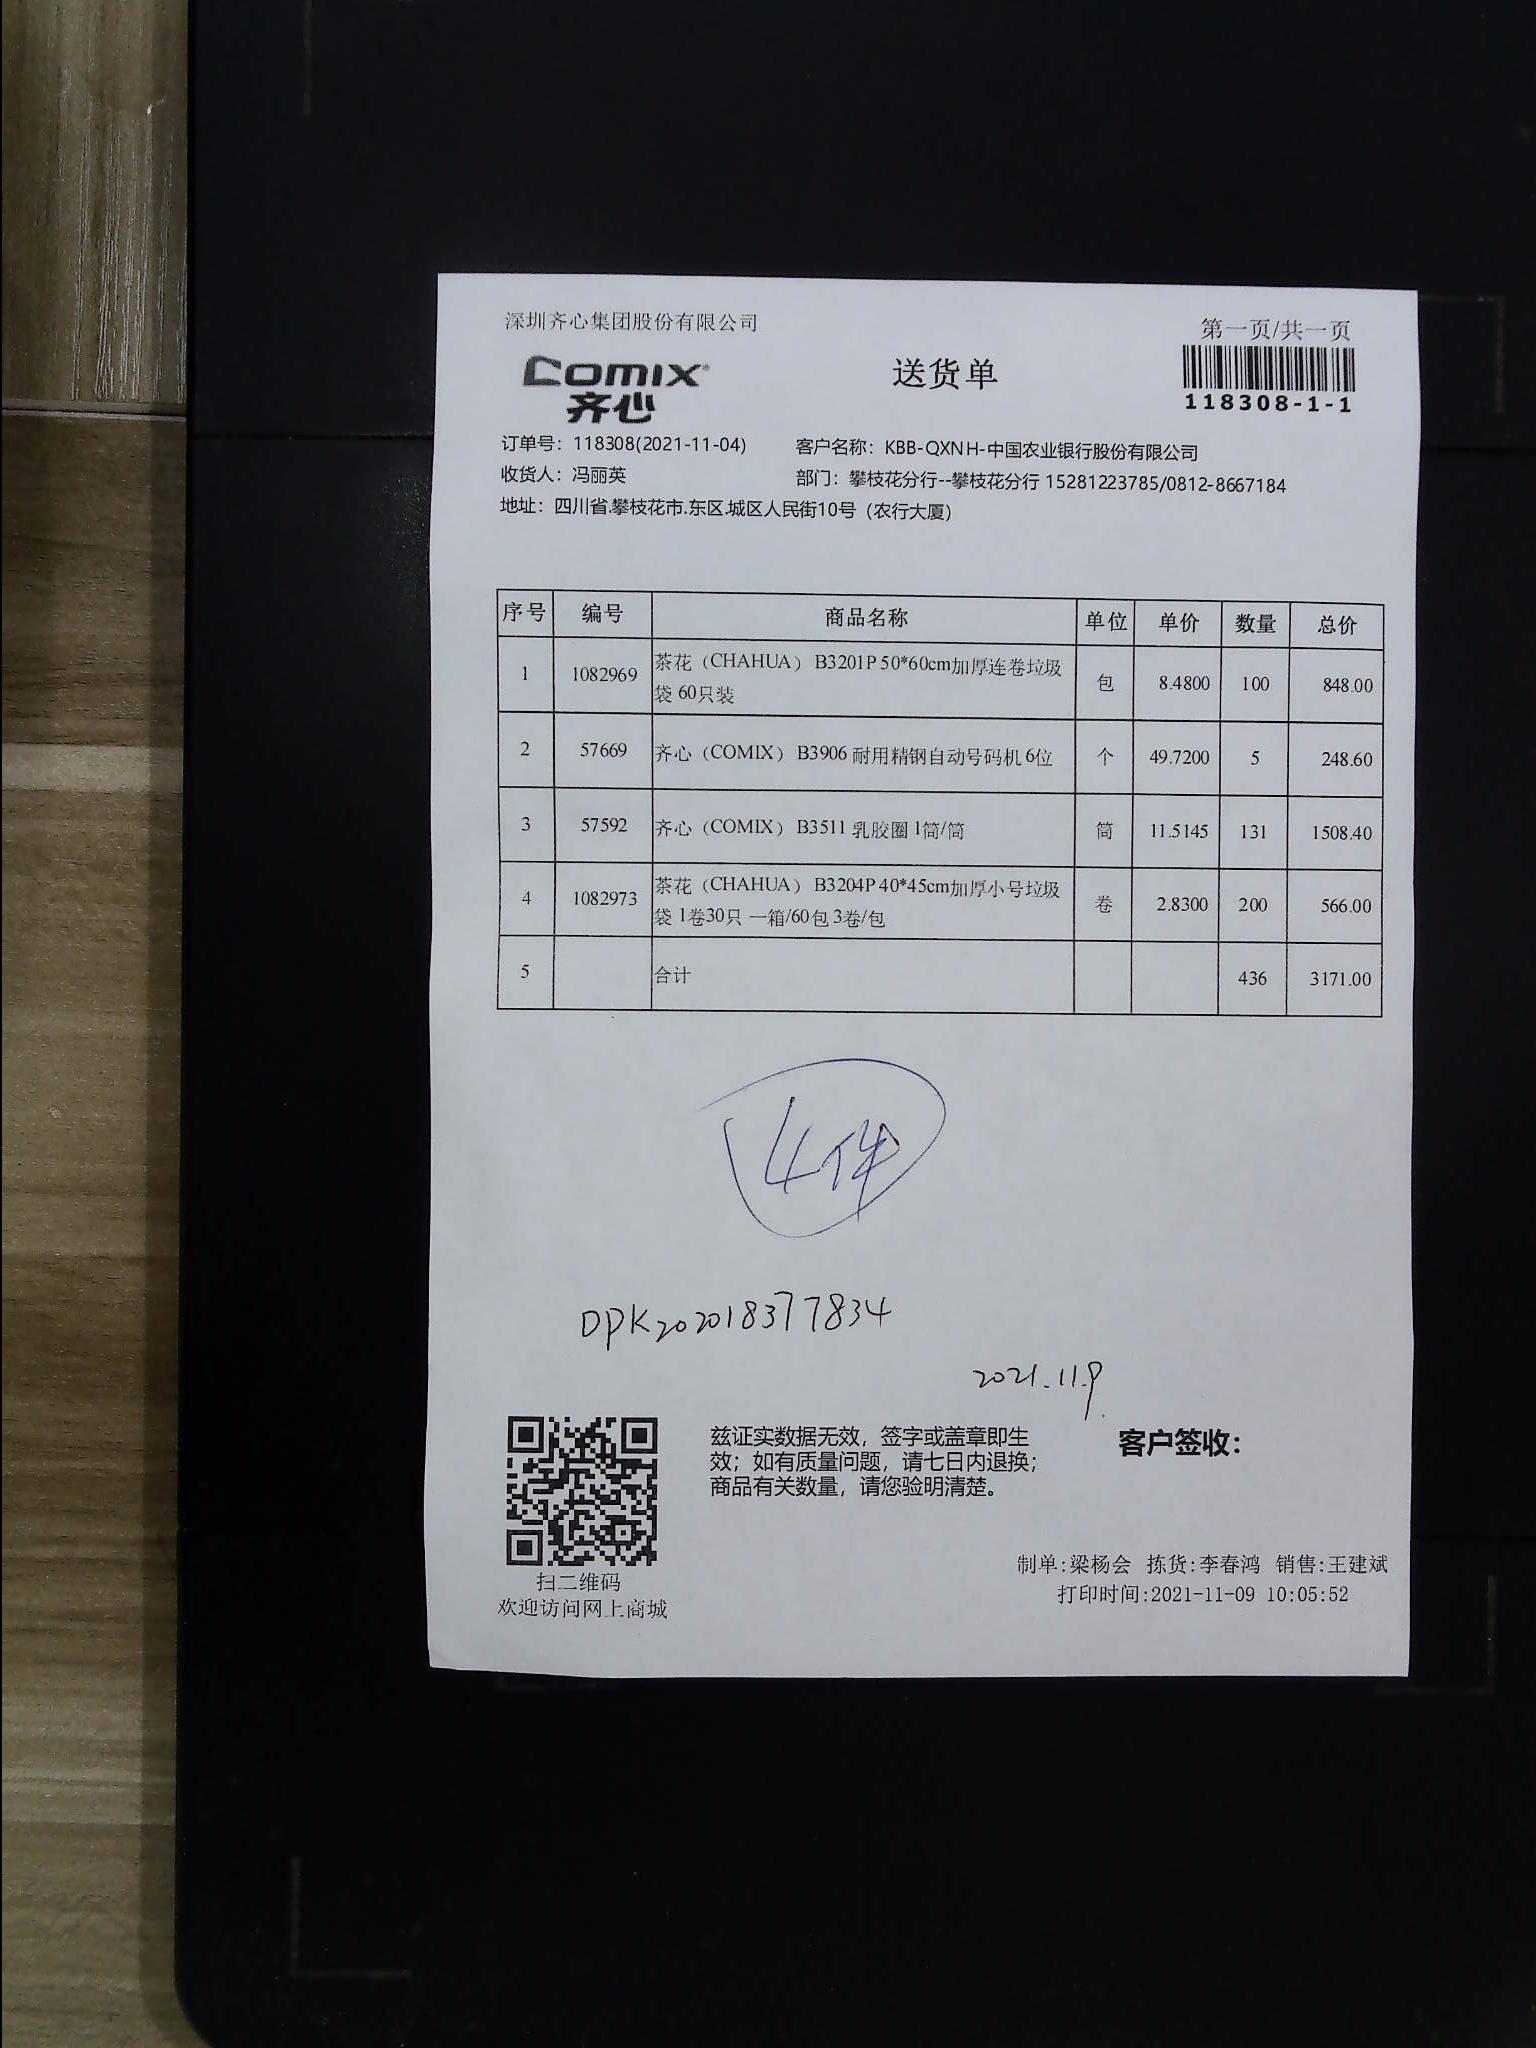 深圳齐心集团股份有限公司
第一页/共一页
COMIX
齐心
送货单
118308-1-1
订单号：118308(2021-11-04) 客户名称：KBB-QXNH-中国农业银行股份有限公司
收货人：冯丽英 部门：攀枝花分行--攀枝花分行 15281223785/0812-8667184
地址：四川省.攀枝花市.东区.城区人民街10号（农行大厦）
序号 编号 商品名称 单位 单价 数量 总价
1 1082969 茶花（CHAHUA） B3201P 50*60cm加厚连卷垃圾 包 8.4800 100 848.00
袋 60只装
2 57669 齐心（COMIX） B3906 耐用精钢自动号码机 6位 个 49.7200 5 248.60
3 57592 齐心（COMIX） B3511 乳胶圈 1筒/筒 筒 11.5145 131 1508.40
4 1082973 茶花（CHAHUA） B3204P 40*45cm加厚小号垃圾 卷 2.8300 200 566.00
袋 1卷30只 一箱/60包 3卷/包
5 合计 436 3171.00
4件
DPK202018377834
2021.11.9
兹证实数据无效，签字或盖章即生
效；如有质量问题，请七日内退换；
商品有关数量，请您验明清楚。
客户签收：
扫二维码
欢迎访问网上商城
制单:梁杨会 拣货:李春鸿 销售:王建斌
打印时间:2021-11-09 10:05:52